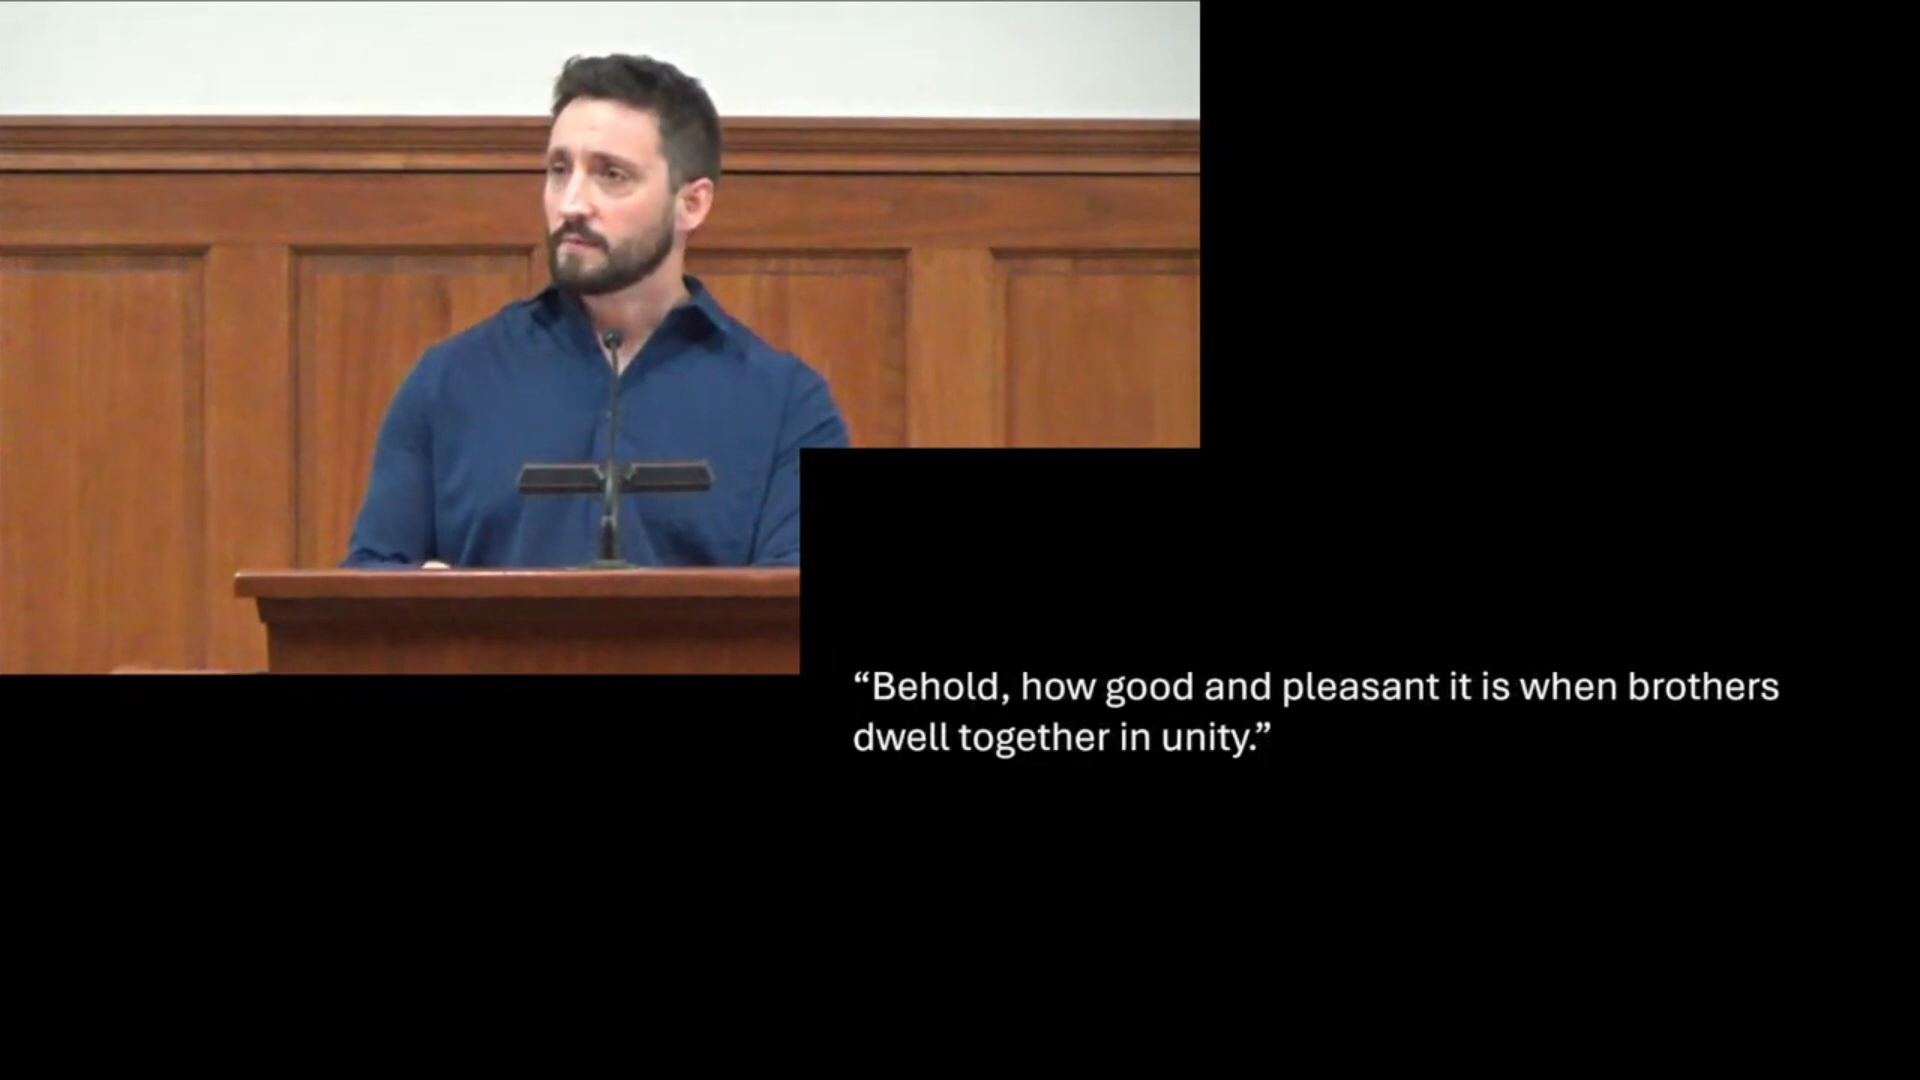 “Behold, how good and pleasant it is when brothers
dwell together in unity.”